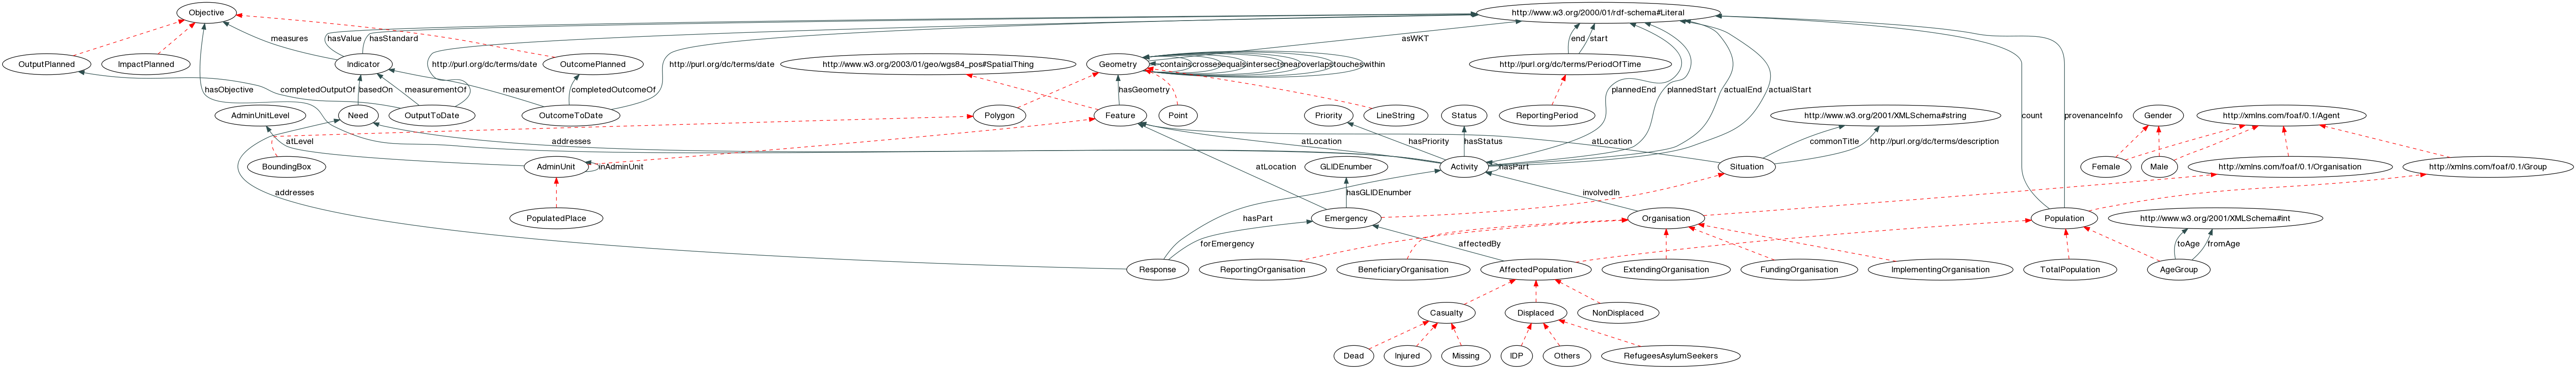 Objective
http://www.w3.org/2000/01/rdf-schema#Literal
measures
hasValue
hasStandard
asWKT
end
start
OutputPlanned
ImpactPlanned
Indicator
http://purl.org/dc/terms/date
OutcomePlanned
http://purl.org/dc/terms/date
http://www.w3.org/2003/01/geo/wgs84_pos#SpatialThing
Geometry
contains
crosses
equals
intersects
near
overlaps
touches
within
http://purl.org/dc/terms/PeriodOfTime
hasObjective
completedOutputOf
basedOn
measurementOf
measurementOf
completedOutcomeOf
hasGeometry
plannedEnd
plannedStart
actualEnd
actualStart
AdminUnitLevel
Need
OutputToDate
OutcomeToDate
Polygon
Feature
Point
Priority
LineString
Status
ReportingPeriod
http://www.w3.org/2001/XMLSchema#string
count
provenanceInfo
Gender
http://xmlns.com/foaf/0.1/Agent
atLevel
addresses
atLocation
hasPriority
hasStatus
atLocation
commonTitle
http://purl.org/dc/terms/description
BoundingBox
AdminUnit
inAdminUnit
atLocation
GLIDEnumber
Activity
hasPart
Situation
Female
Male
http://xmlns.com/foaf/0.1/Organisation
http://xmlns.com/foaf/0.1/Group
addresses
hasGLIDEnumber
involvedIn
PopulatedPlace
hasPart
Emergency
Organisation
Population
http://www.w3.org/2001/XMLSchema#int
forEmergency
affectedBy
toAge
fromAge
Response
ReportingOrganisation
BeneficiaryOrganisation
AffectedPopulation
ExtendingOrganisation
FundingOrganisation
ImplementingOrganisation
TotalPopulation
AgeGroup
Casualty
Displaced
NonDisplaced
Dead
Injured
Missing
IDP
Others
RefugeesAsylumSeekers